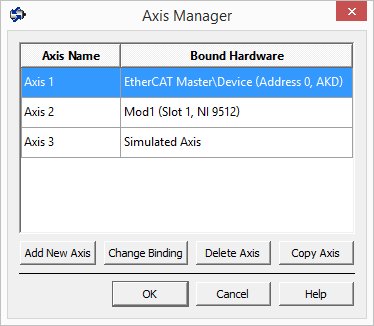 Axis Manager
Axis Name Bound Hardware
Axis 1 EtherCAT Master\Device (Address 0, AKD)
Axis 2 Mod1 (Slot 1, NI 9512)
Axis 3 Simulated Axis
Add New Axis Change Binding Delete Axis Copy Axis
OK Cancel Help